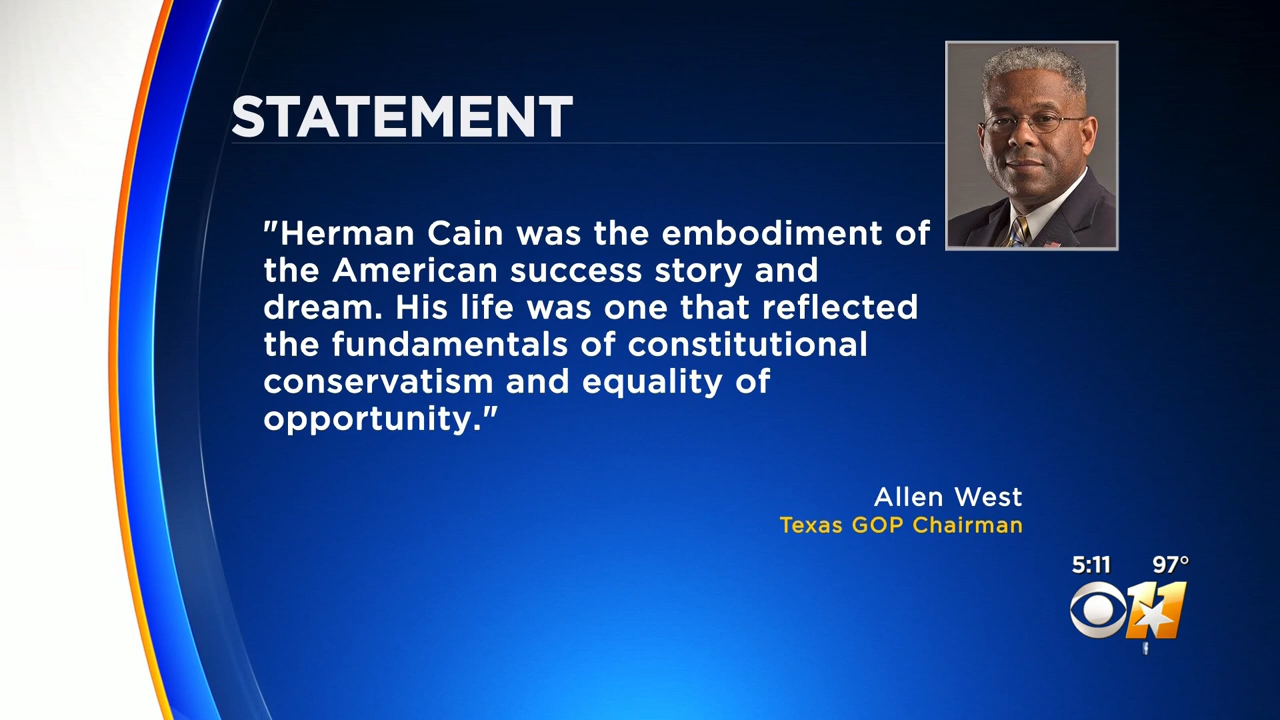 STATEMENT
"Herman Cain was the embodiment of
the American success story and
dream. His life was one that reflected
the fundamentals of constitutional
conservatism and equality of
opportunity."
Allen West
Texas GOP Chairman
5:11 97°
11